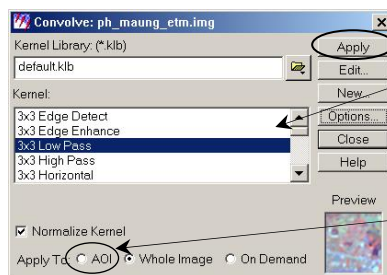 Convolve: ph_maung_etm.img
Kernel Library: (*.klb)
default.klb
Kernel:
3x3 Edge Detect
3x3 Edge Enhance
3x3 Low Pass
3x3 High Pass
3x3 Horizontal
Normalize Kernel
Apply To: AOI Whole Image On Demand
Apply
Edit...
New...
Options...
Close
Help
Preview